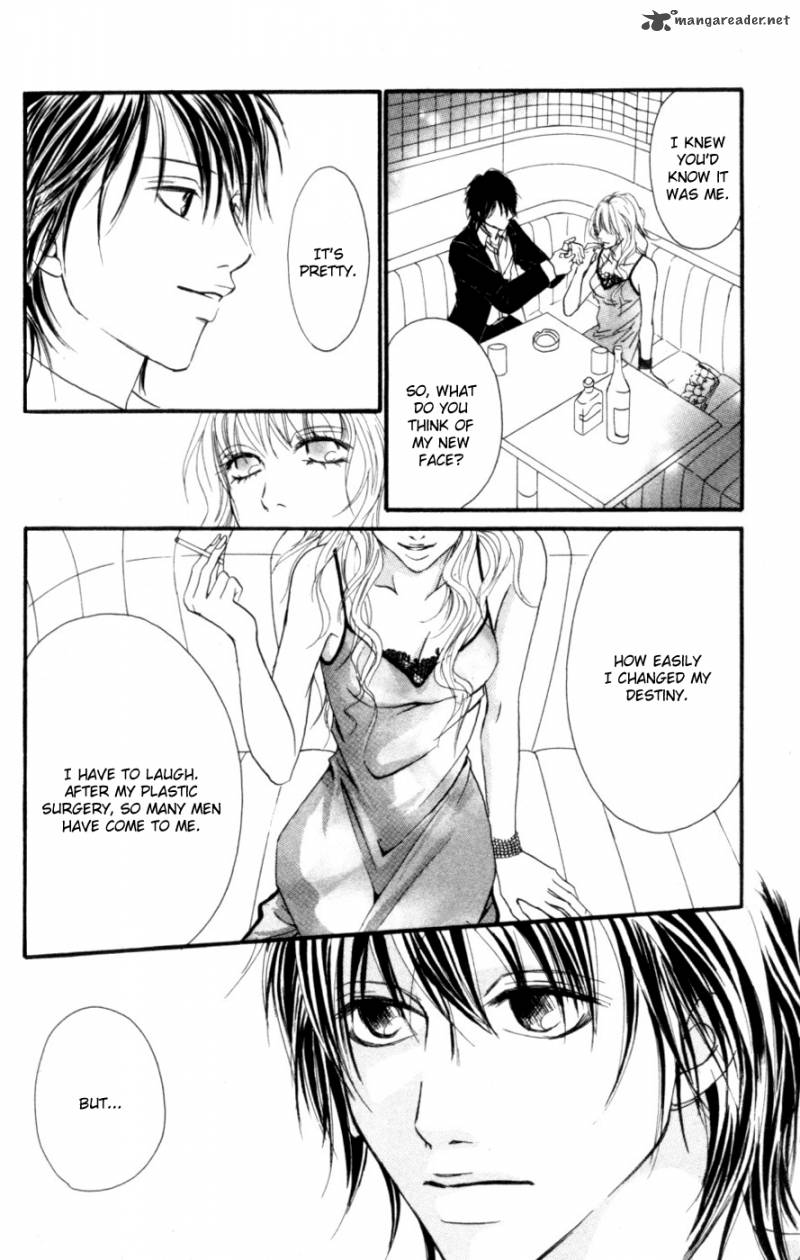 mangareader.net
I KNEW
YOU'D
KNOW IT
WAS ME.
SO, WHAT
DO YOU
THINK OF
MY NEW
FACE?
IT'S
PRETTY.
HOW EASILY
I CHANGED MY
DESTINY.
I HAVE TO LAUGH.
AFTER MY PLASTIC
SURGERY, SO MANY MEN
HAVE COME TO ME.
BUT...